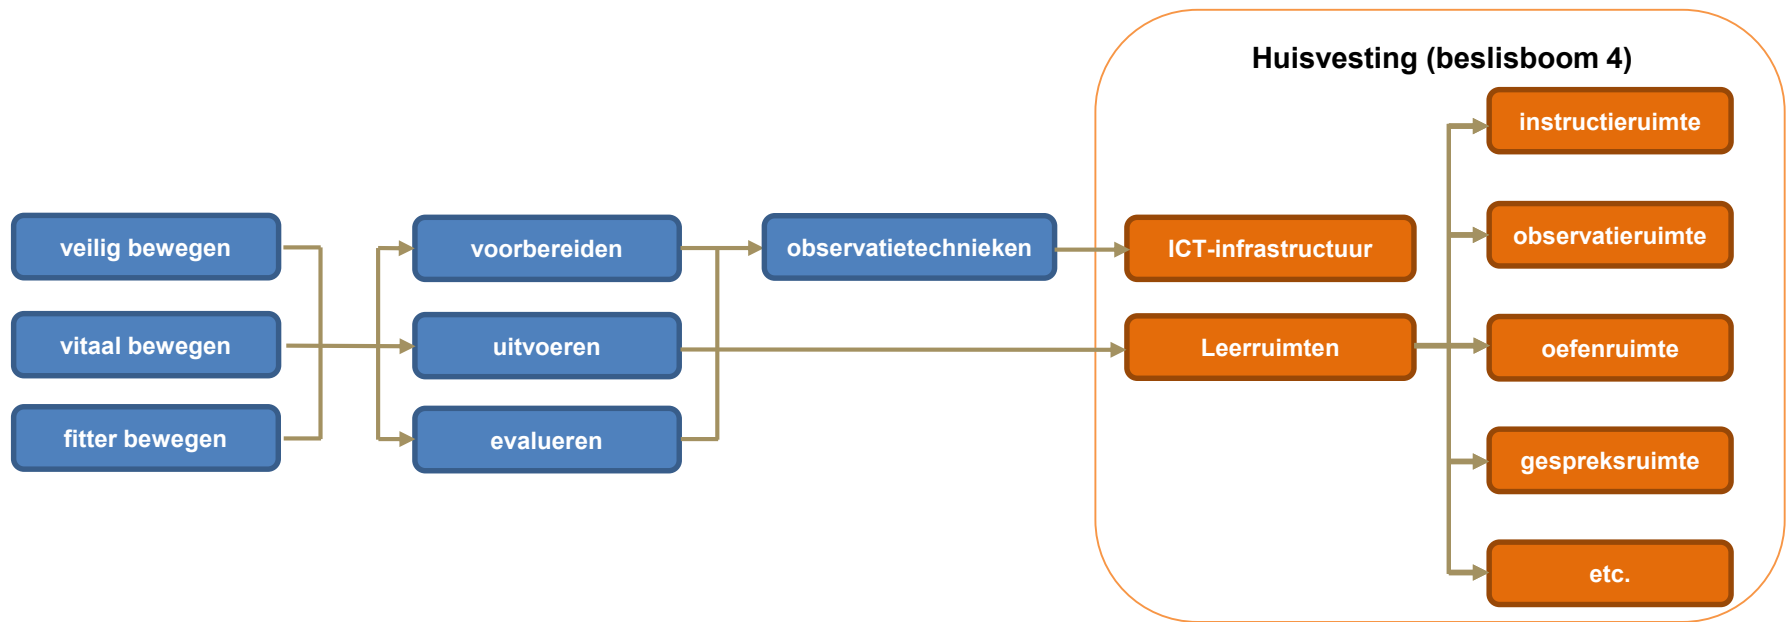 Huisvesting (beslisboom 4)
veilig bewegen
vitaal bewegen
fitter bewegen
voorbereiden
uitvoeren
evalueren
observatietechnieken
ICT-infrastructuur
Leerruimten
instructieruimte
observatieruimte
oefenruimte
gespreksruimte
etc.